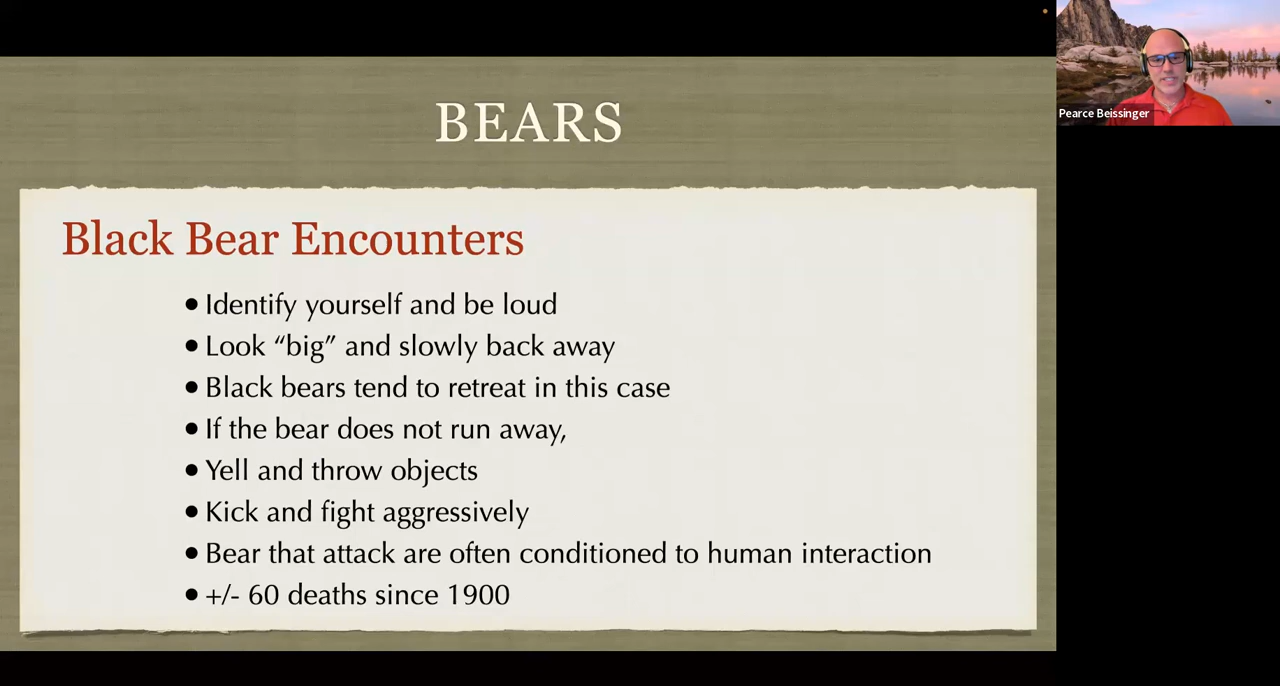 BEARS
Pearce Beissinger
Black Bear Encounters
• Identify yourself and be loud
• Look “big” and slowly back away
• Black bears tend to retreat in this case
• If the bear does not run away,
• Yell and throw objects
• Kick and fight aggressively
• Bear that attack are often conditioned to human interaction
• +/- 60 deaths since 1900